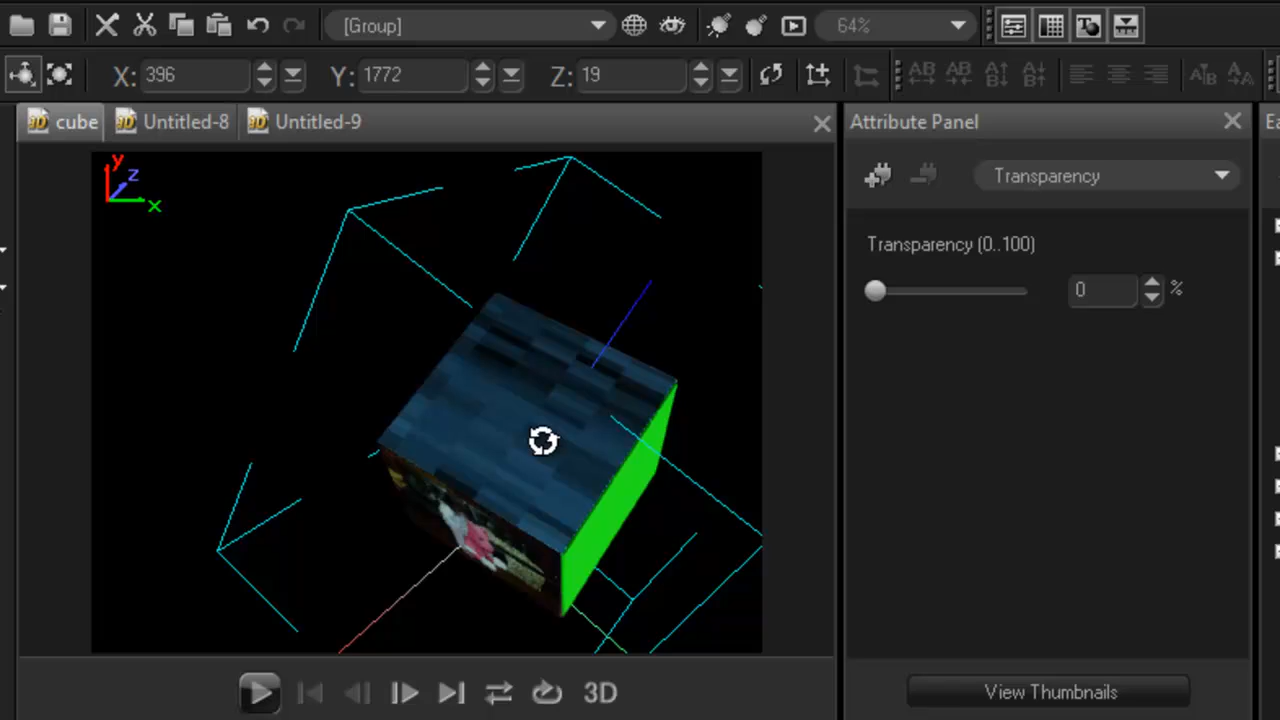 [Group]
64%
X: 396
Y: 1772
Z: 19
cube
Untitled-8
Untitled-9
Attribute Panel
y
z
x
Transparency
Transparency (0..100)
0
%
3D
View Thumbnails